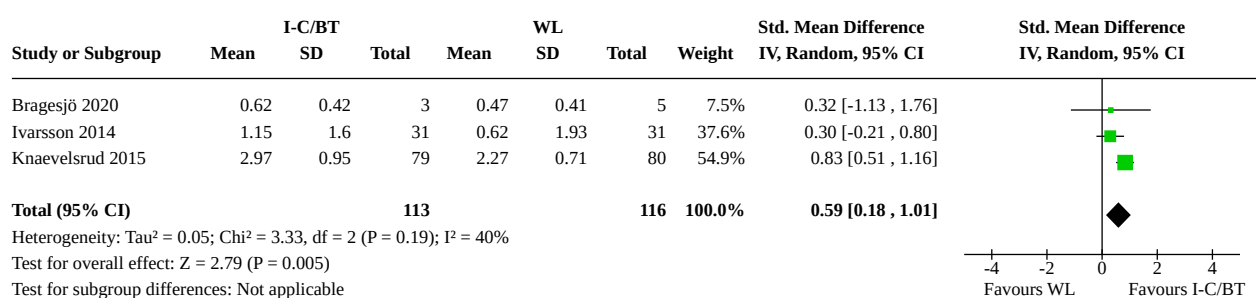 I-C/BT WL Std. Mean Difference Std. Mean Difference
Study or Subgroup Mean SD Total Mean SD Total Weight IV, Random, 95% CI IV, Random, 95% CI
Bragesjö 2020 0.62 0.42 3 0.47 0.41 5 7.5% 0.32 [-1.13 , 1.76]
Ivarsson 2014 1.15 1.6 31 0.62 1.93 31 37.6% 0.30 [-0.21 , 0.80]
Knaevelsrud 2015 2.97 0.95 79 2.27 0.71 80 54.9% 0.83 [0.51 , 1.16]
Total (95% CI) 113 116 100.0% 0.59 [0.18 , 1.01]
Heterogeneity: Tau² = 0.05; Chi² = 3.33, df = 2 (P = 0.19); I² = 40%
Test for overall effect: Z = 2.79 (P = 0.005)
Test for subgroup differences: Not applicable
-4 -2 0 2 4
Favours WL Favours I-C/BT